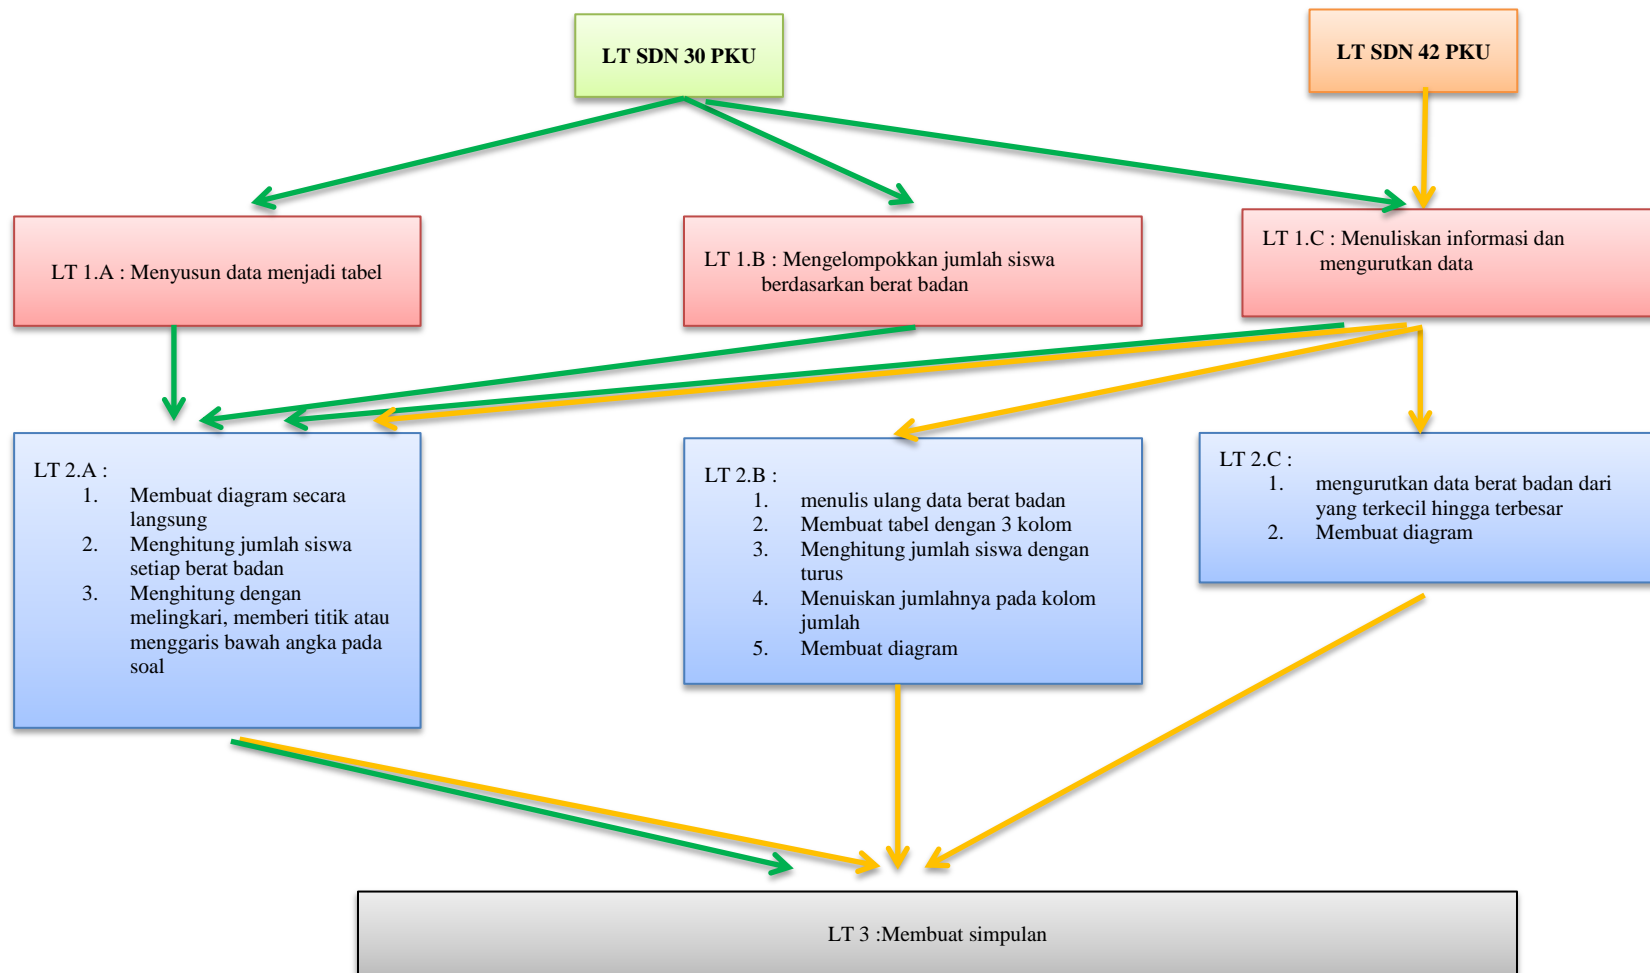 LT SDN 30 PKU
LT SDN 42 PKU
LT 1.A : Menyusun data menjadi tabel
LT 1.B : Mengelompokkan jumlah siswa
berdasarkan berat badan
LT 1.C : Menuliskan informasi dan
mengurutkan data
LT 2.A :
1. Membuat diagram secara
langsung
2. Menghitung jumlah siswa
setiap berat badan
3. Menghitung dengan
melingkari, memberi titik atau
menggaris bawah angka pada
soal
LT 2.B :
1. menulis ulang data berat badan
2. Membuat tabel dengan 3 kolom
3. Menghitung jumlah siswa dengan
turus
4. Menuiskan jumlahnya pada kolom
jumlah
5. Membuat diagram
LT 2.C :
1. mengurutkan data berat badan dari
yang terkecil hingga terbesar
2. Membuat diagram
LT 3 :Membuat simpulan